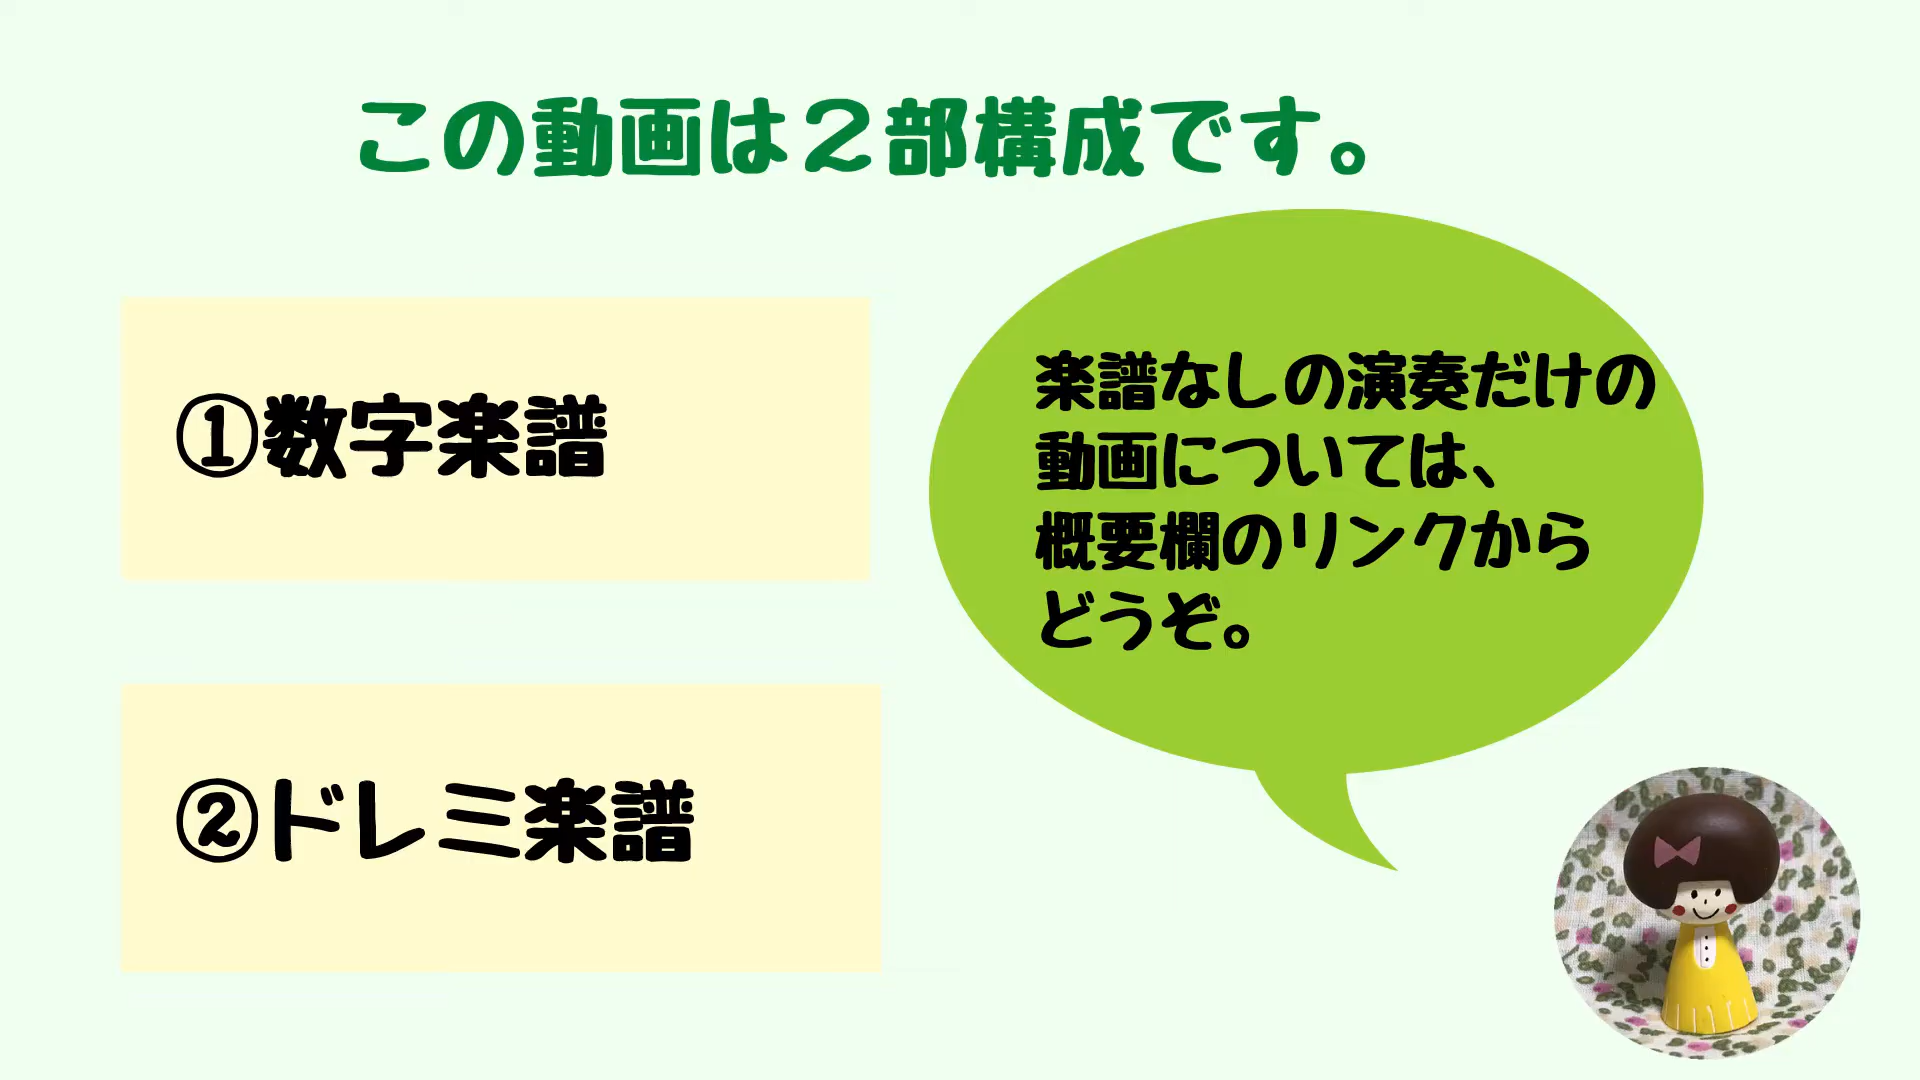 この動画は２部構成です。
①数字楽譜
楽譜なしの演奏だけの
動画については、
概要欄のリンクから
どうぞ。
②ドレミ楽譜